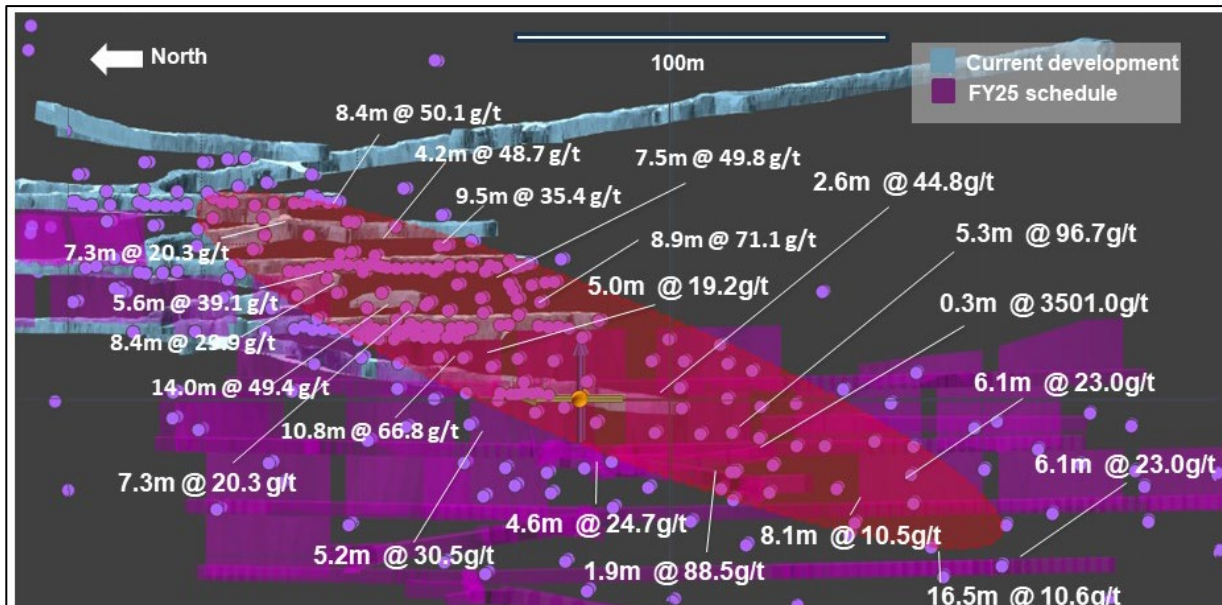 North
100m
Current development
FY25 schedule
8.4m @ 50.1 g/t
4.2m @ 48.7 g/t
7.5m @ 49.8 g/t
2.6m @ 44.8g/t
9.5m @ 35.4 g/t
5.3m @ 96.7g/t
7.3m @ 20.3 g/t
8.9m @ 71.1 g/t
5.0m @ 19.2g/t
5.6m @ 39.1 g/t
0.3m @ 3501.0g/t
8.4m @ 29.9 g/t
14.0m @ 49.4 g/t
6.1m @ 23.0g/t
10.8m @ 66.8 g/t
7.3m @ 20.3 g/t
6.1m @ 23.0g/t
4.6m @ 24.7g/t
8.1m @ 10.5g/t
5.2m @ 30.5g/t
1.9m @ 88.5g/t
16.5m @ 10.6g/t